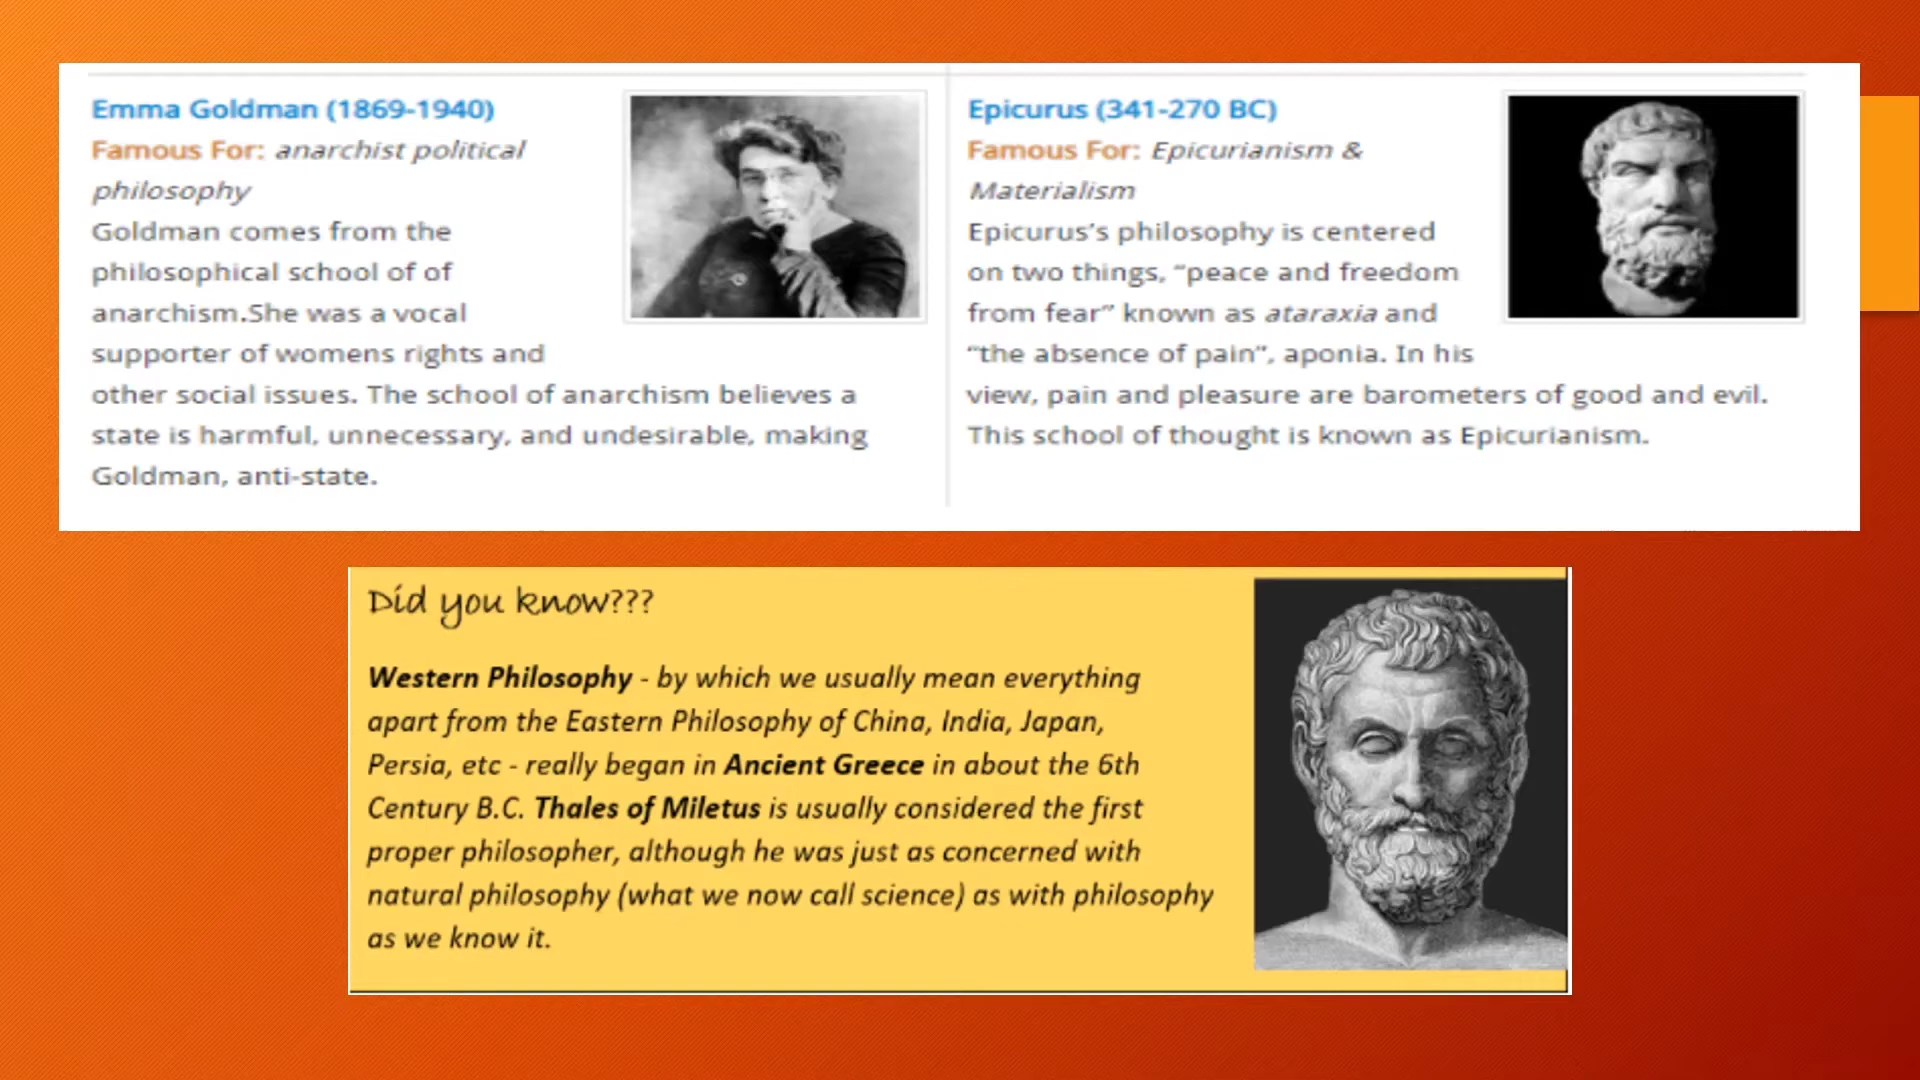 Emma Goldman (1869-1940)
Famous For: anarchist political
philosophy
Goldman comes from the
philosophical school of of
anarchism.She was a vocal
supporter of womens rights and
other social issues. The school of anarchism believes a
state is harmful, unnecessary, and undesirable, making
Goldman, anti-state.
Epicurus (341-270 BC)
Famous For: Epicurianism &
Materialism
Epicurus’s philosophy is centered
on two things, “peace and freedom
from fear” known as ataraxia and
“the absence of pain”, aponia. In his
view, pain and pleasure are barometers of good and evil.
This school of thought is known as Epicurianism.
Did you know???
Western Philosophy - by which we usually mean everything
apart from the Eastern Philosophy of China, India, Japan,
Persia, etc - really began in Ancient Greece in about the 6th
Century B.C. Thales of Miletus is usually considered the first
proper philosopher, although he was just as concerned with
natural philosophy (what we now call science) as with philosophy
as we know it.